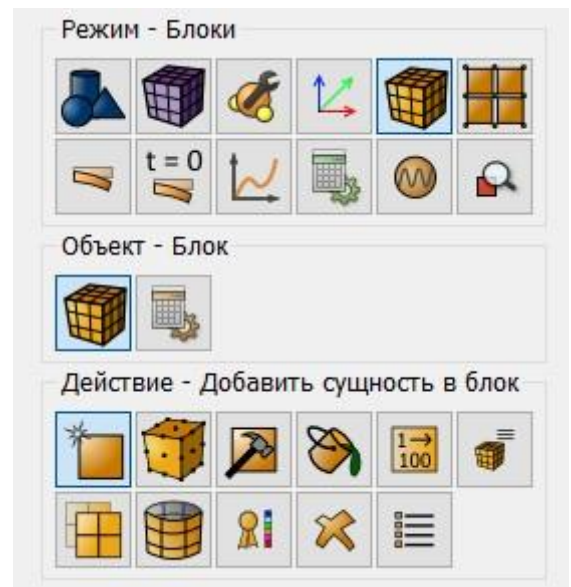 Режим - Блоки
t = 0
Объект - Блок
Действие - Добавить сущность в блок
1→
100